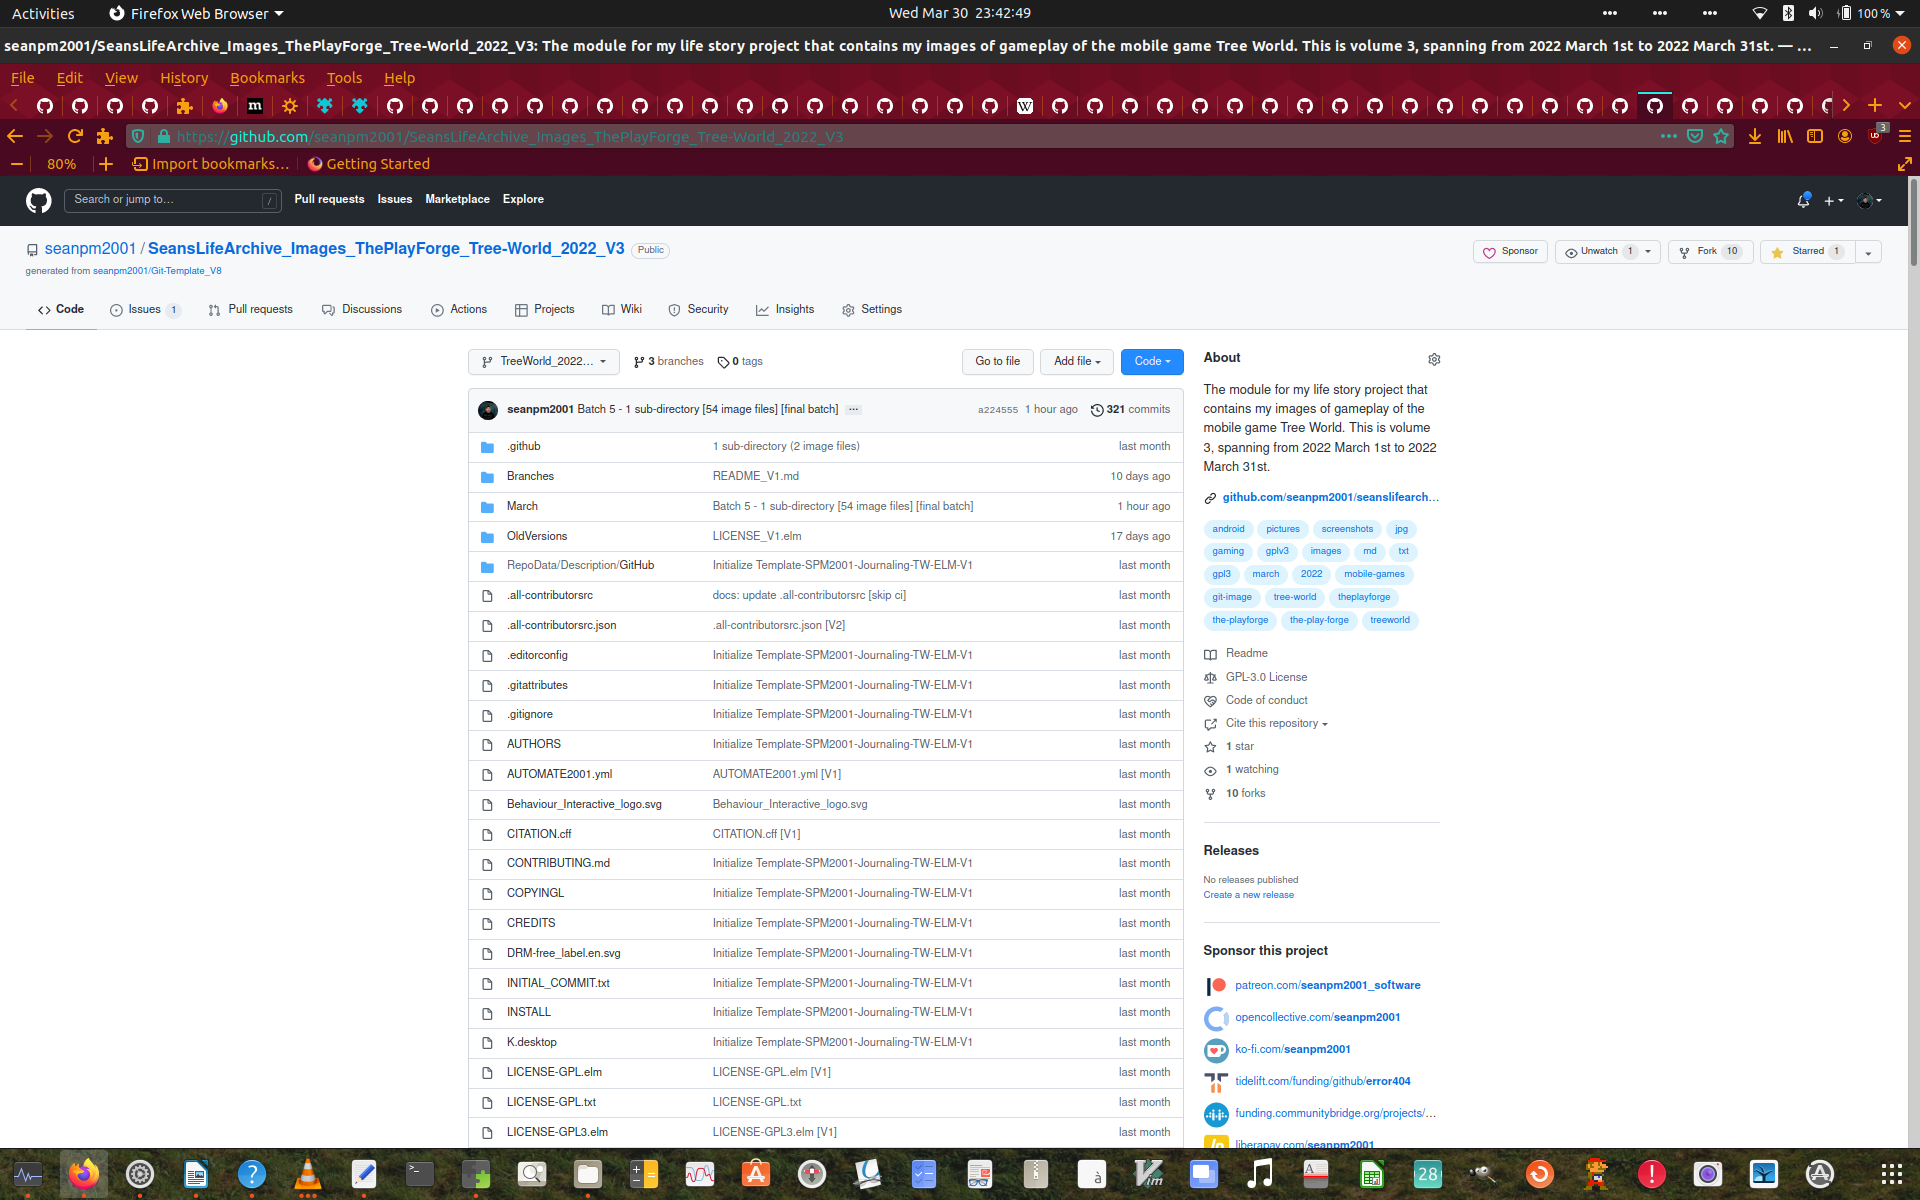 Activities
Firefox Web Browser
Wed Mar 30 23:42:49
100 %
seanpm2001/SeansLifeArchive_Images_ThePlayForge_Tree-World_2022_V3: The module for my life story project that contains my images of gameplay of the mobile game Tree World. This is volume 3, spanning from 2022 March 1st to 2022 March 31st. — ...
File Edit View History Bookmarks Tools Help
https://github.com/seanpm2001/SeansLifeArchive_Images_ThePlayForge_Tree-World_2022_V3
3
80%
Import bookmarks...
Getting Started
Search or jump to...
/
Pull requests Issues Marketplace Explore
seanpm2001 / SeansLifeArchive_Images_ThePlayForge_Tree-World_2022_V3 Public
generated from seanpm2001/Git-Template_V8
Sponsor
Unwatch 1
Fork 10
Starred 1
Code
Issues 1
Pull requests
Discussions
Actions
Projects
Wiki
Security
Insights
Settings
TreeWorld_2022...
3 branches
0 tags
Go to file
Add file
Code
seanpm2001 Batch 5 - 1 sub-directory [54 image files] [final batch] ...
a224555 1 hour ago 321 commits
.github 1 sub-directory (2 image files) last month
Branches README_V1.md 10 days ago
March Batch 5 - 1 sub-directory [54 image files] [final batch] 1 hour ago
OldVersions LICENSE_V1.elm 17 days ago
RepoData/Description/GitHub Initialize Template-SPM2001-Journaling-TW-ELM-V1 last month
.all-contributorsrc docs: update .all-contributorsrc [skip ci] last month
.all-contributorsrc.json .all-contributorsrc.json [V2] last month
.editorconfig Initialize Template-SPM2001-Journaling-TW-ELM-V1 last month
.gitattributes Initialize Template-SPM2001-Journaling-TW-ELM-V1 last month
.gitignore Initialize Template-SPM2001-Journaling-TW-ELM-V1 last month
AUTHORS Initialize Template-SPM2001-Journaling-TW-ELM-V1 last month
AUTOMATE2001.yml AUTOMATE2001.yml [V1] last month
Behaviour_Interactive_logo.svg Behaviour_Interactive_logo.svg last month
CITATION.cff CITATION.cff [V1] last month
CONTRIBUTING.md Initialize Template-SPM2001-Journaling-TW-ELM-V1 last month
COPYINGL Initialize Template-SPM2001-Journaling-TW-ELM-V1 last month
CREDITS Initialize Template-SPM2001-Journaling-TW-ELM-V1 last month
DRM-free_label.en.svg Initialize Template-SPM2001-Journaling-TW-ELM-V1 last month
INITIAL_COMMIT.txt Initialize Template-SPM2001-Journaling-TW-ELM-V1 last month
INSTALL Initialize Template-SPM2001-Journaling-TW-ELM-V1 last month
K.desktop Initialize Template-SPM2001-Journaling-TW-ELM-V1 last month
LICENSE-GPL.elm LICENSE-GPL.elm [V1] last month
LICENSE-GPL.txt LICENSE-GPL.txt last month
LICENSE-GPL3.elm LICENSE-GPL3.elm [V1] last month
About
The module for my life story project that
contains my images of gameplay of the
mobile game Tree World. This is volume
3, spanning from 2022 March 1st to 2022
March 31st.
github.com/seanpm2001/seanslifearch...
android pictures screenshots jpg
gaming gplv3 images md txt
gpl3 march 2022 mobile-games
git-image tree-world theplayforge
the-playforge the-play-forge treeworld
Readme
GPL-3.0 License
Code of conduct
Cite this repository
1 star
1 watching
10 forks
Releases
No releases published
Create a new release
Sponsor this project
patreon.com/seanpm2001_software
opencollective.com/seanpm2001
ko-fi.com/seanpm2001
tidelift.com/funding/github/error404
funding.communitybridge.org/projects/...
liberapay.com/seanpm2001
28